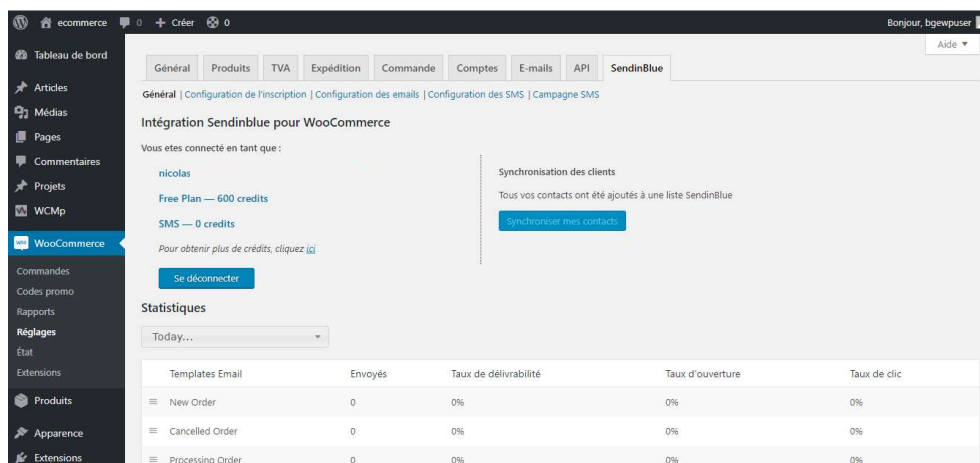 ecommerce 0 + Créer 0 Bonjour, bgewpuser
Aide ▼
Tableau de bord
Articles
Médias
Pages
Commentaires
Projets
WCMp
WooCommerce
Commandes
Codes promo
Rapports
Réglages
État
Extensions
Produits
Apparence
Extensions
Général Produits TVA Expédition Commande Comptes E-mails API SendinBlue
Général | Configuration de l'inscription | Configuration des emails | Configuration des SMS | Campagne SMS
Intégration Sendinblue pour WooCommerce
Vous etes connecté en tant que :
nicolas
Free Plan — 600 credits
SMS — 0 credits
Pour obtenir plus de crédits, cliquez ici
Se déconnecter
Synchronisation des clients
Tous vos contacts ont été ajoutés à une liste SendinBlue
Synchroniser mes contacts
Statistiques
Today...
Templates Email Envoyés Taux de délivrabilité Taux d'ouverture Taux de clic
New Order 0 0% 0% 0%
Cancelled Order 0 0% 0% 0%
Processing Order 0 0% 0% 0%